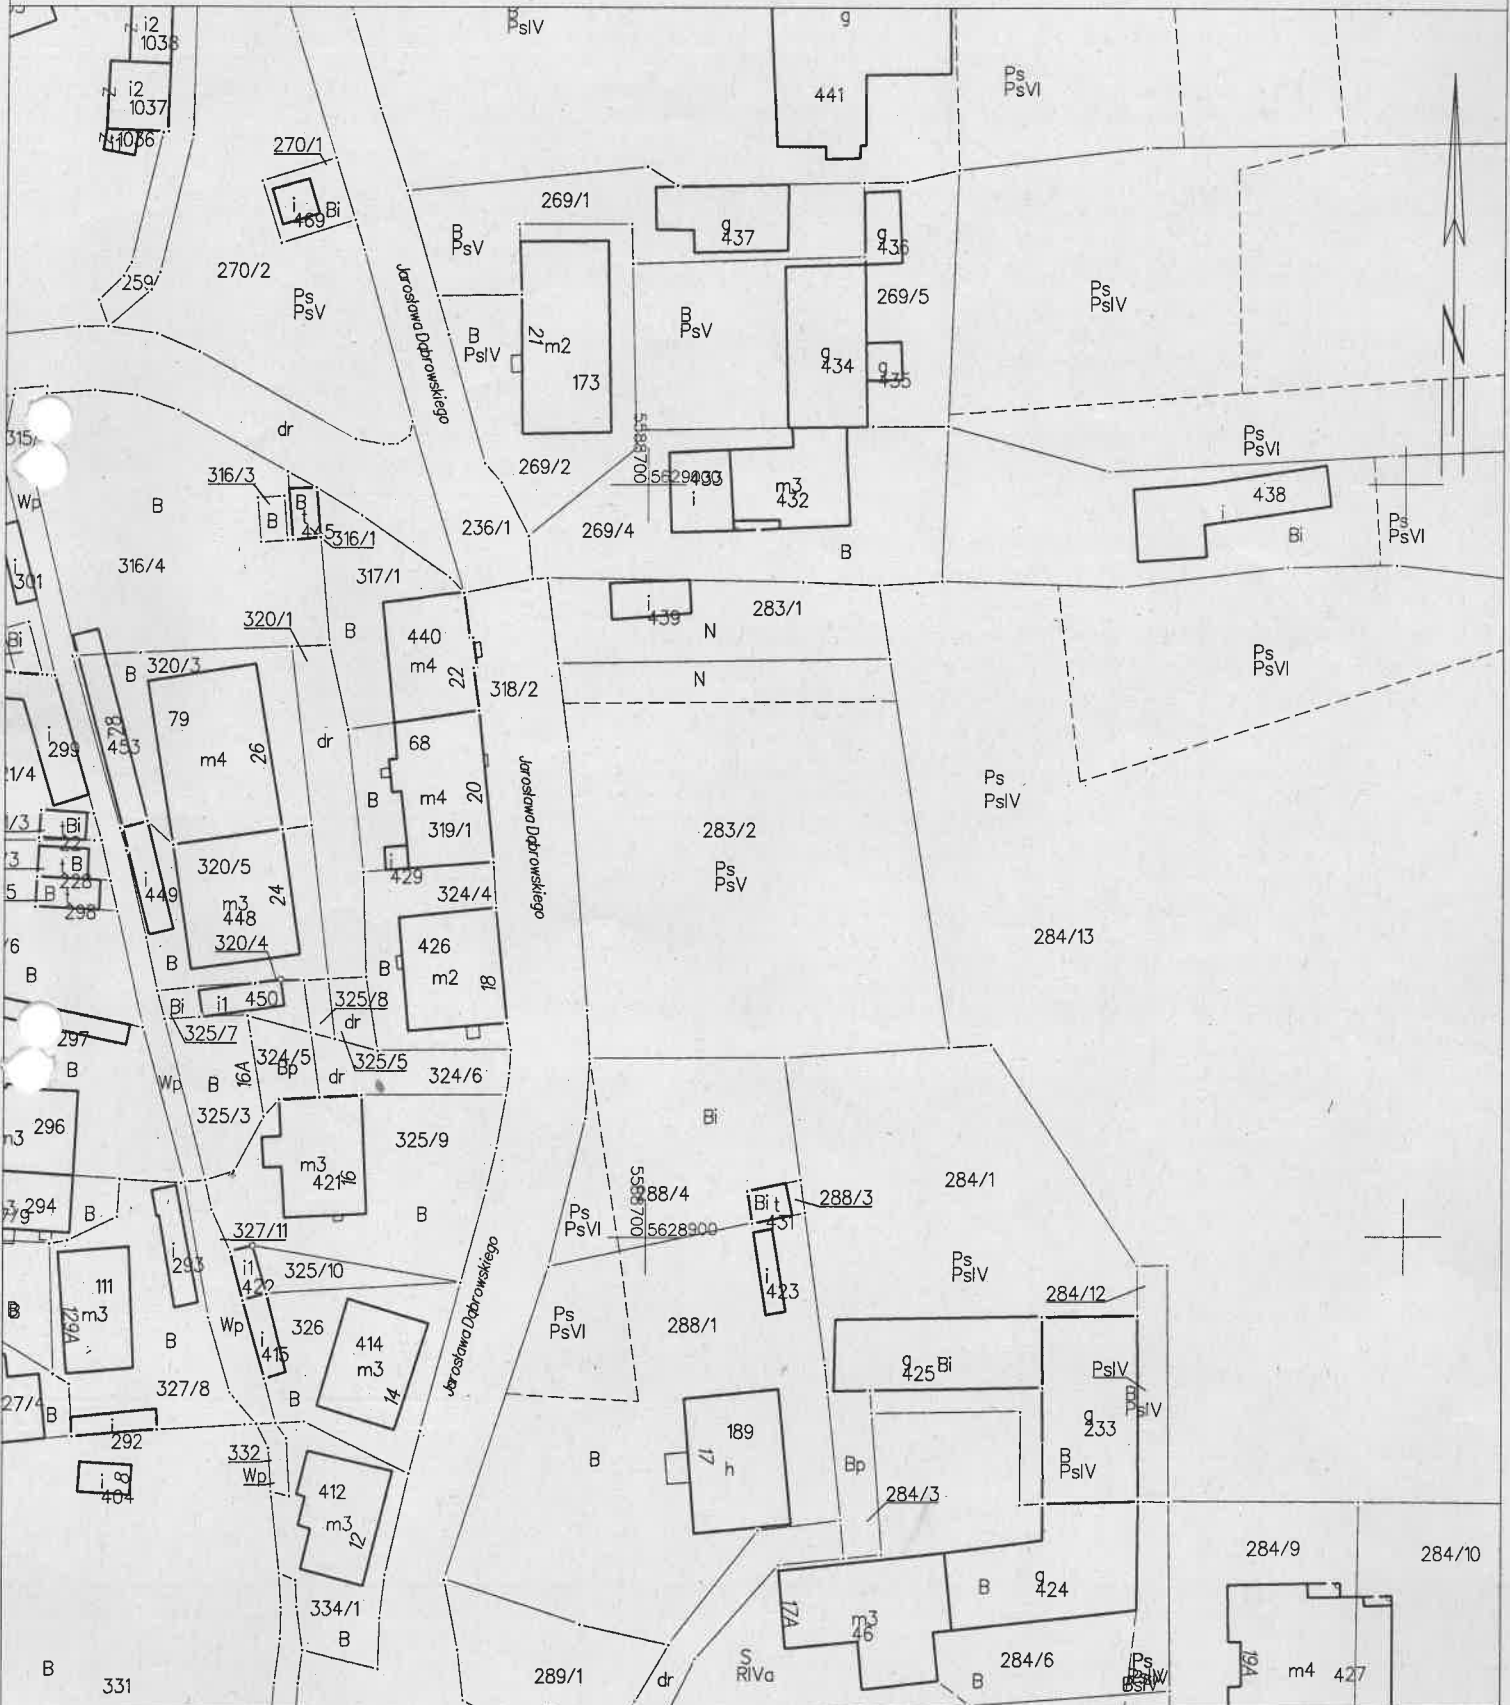 i2
1038
B
PsIV
g
441
Ps
PsVI
i2
1037
1036
270/1
i
469
Bi
269/1
g
437
g
436
B
PsV
259
270/2
Ps
PsV
Jarosława Dąbrowskiego
B
PsIV
21
m2
173
B
PsV
g
434
269/5
g
435
Ps
PsIV
dr
269/2
5588700
433
i
m3
432
Ps
PsVI
438
i
Bi
Ps
PsVI
Wp
B
316/3
B
B
t
445
316/1
236/1
269/4
B
i
301
316/4
317/1
Bi
320/1
B
440
m4
22
i
439
283/1
N
N
318/2
Ps
PsVI
B
320/3
79
m4
26
28
453
dr
68
m4
20
319/1
B
i
429
i
299
Jarosława Dąbrowskiego
Ps
PsIV
283/2
Ps
PsV
284/13
t
Bi
22
t
B
228
B
t
298
i
449
320/5
m3
448
24
320/4
324/4
426
m2
18
B
B
B
Bi
i1
450
325/8
dr
325/7
297
B
Wp
B
16A
324/5
Bp
325/5
dr
324/6
325/3
296
m3
294
B
325/9
m3
421
16
B
Bi
288/4
5588700
5628900
Bi
t
431
288/3
284/1
Ps
PsVI
Ps
PsIV
284/12
i
293
327/11
i1
422
325/10
111
m3
129A
B
Wp
i
415
326
414
m3
14
B
Jarosława Dąbrowskiego
Ps
PsVI
288/1
i
423
g
425
Bi
PsIV
B
PsIV
g
233
B
PsIV
327/8
B
i
292
i
8
404
332
Wp
412
m3
12
B
189
17
h
Bp
284/3
284/9
284/10
334/1
B
B
331
289/1
dr
S
RIVa
17A
m3
46
B
g
424
284/6
B
Ps
19A
m4
427